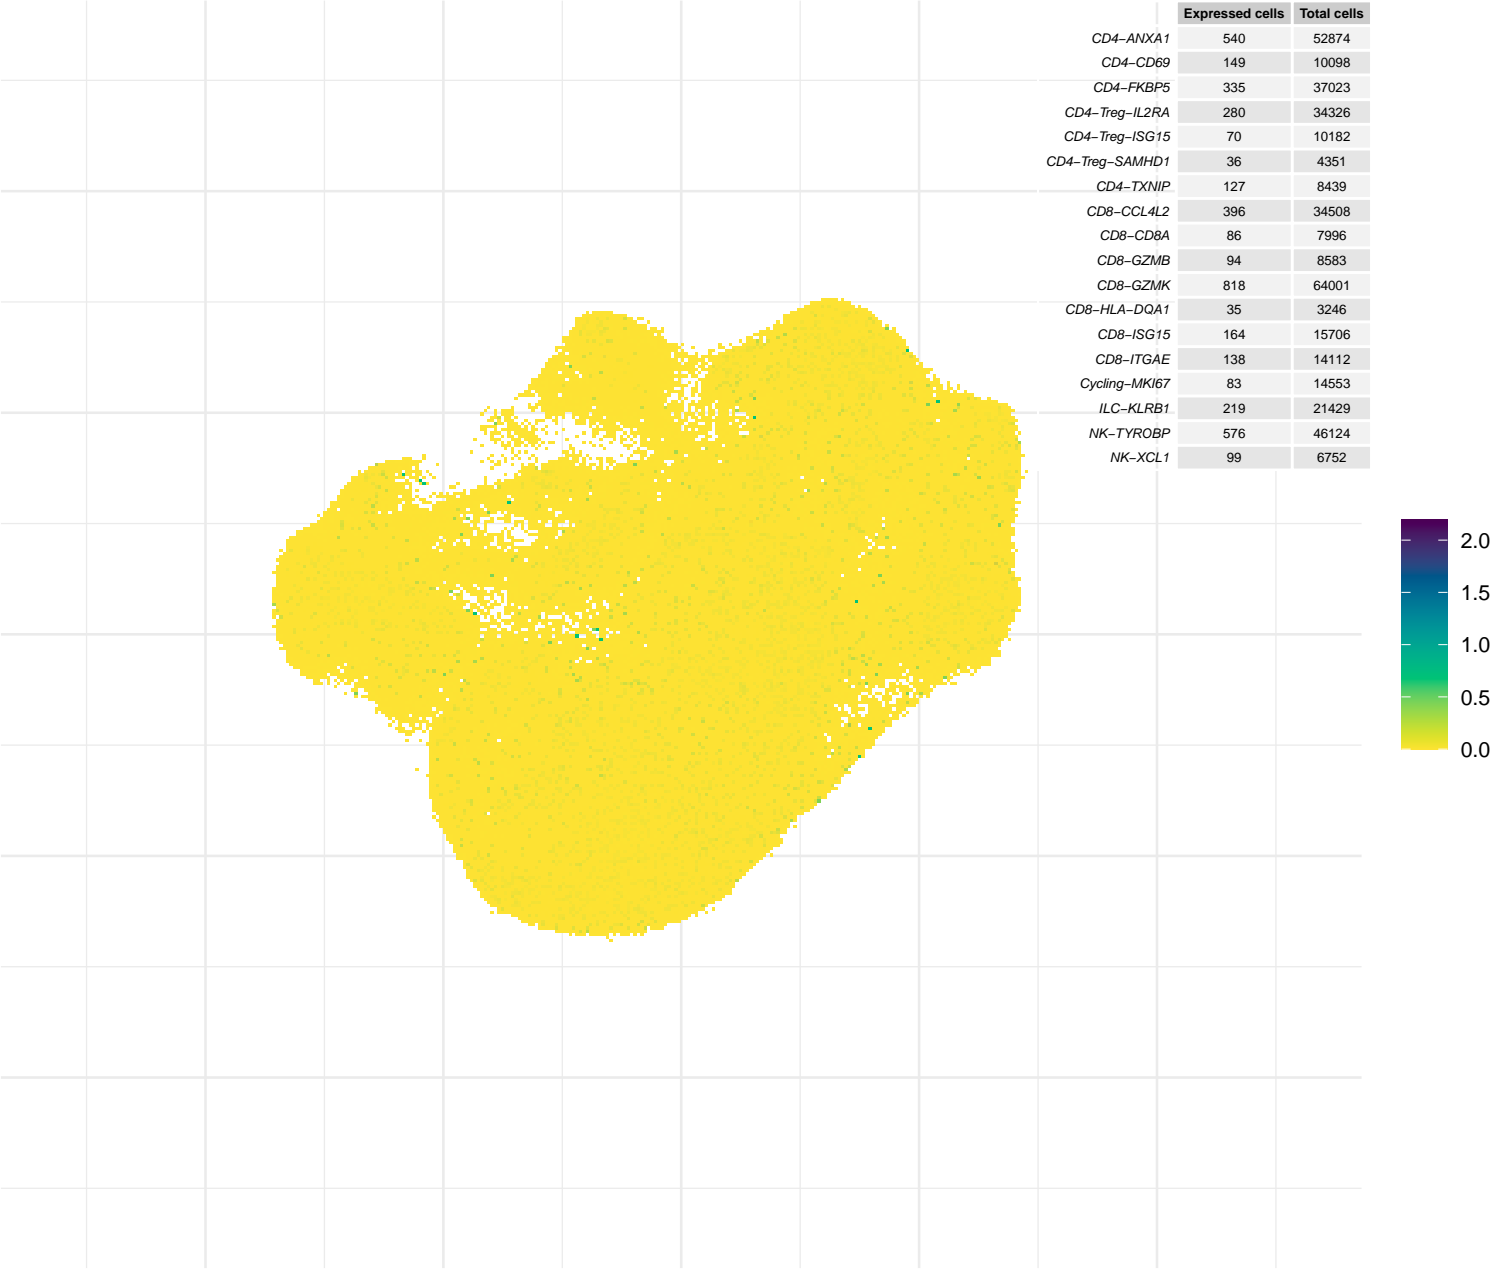 Expressed cells Total cells
CD4−ANXA1 540 52874
CD4−CD69 149 10098
CD4−FKBP5 335 37023
CD4−Treg−IL2RA 280 34326
CD4−Treg−ISG15 70 10182
CD4−Treg−SAMHD1 36 4351
CD4−TXNIP 127 8439
CD8−CCL4L2 396 34508
CD8−CD8A 86 7996
CD8−GZMB 94 8583
CD8−GZMK 818 64001
CD8−HLA−DQA1 35 3246
CD8−ISG15 164 15706
CD8−ITGAE 138 14112
Cycling−MKI67 83 14553
ILC−KLRB1 219 21429
NK−TYROBP 576 46124
NK−XCL1 99 6752
2.0
1.5
1.0
0.5
0.0